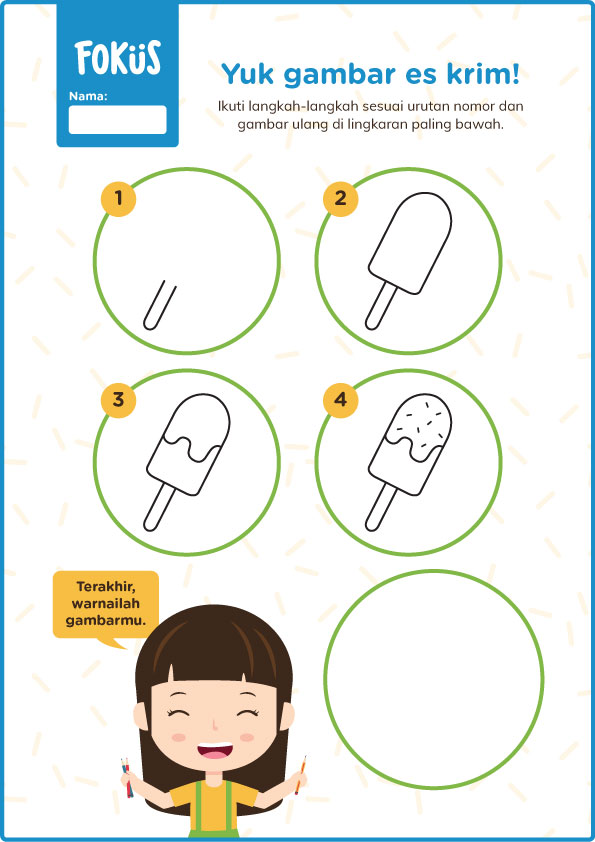 FOKÜS
Nama:
Yuk gambar es krim!
Ikuti langkah-langkah sesuai urutan nomor dan
gambar ulang di lingkaran paling bawah.
1
2
3
4
Terakhir,
warnailah
gambarmu.